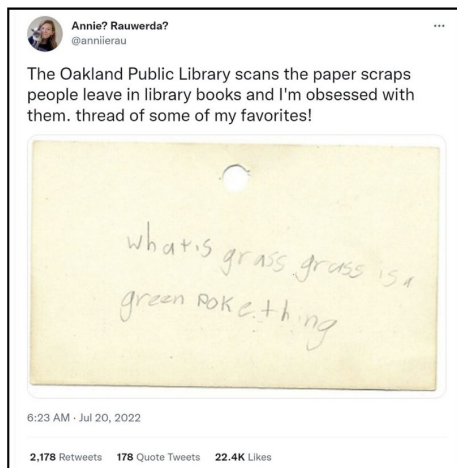 Annie? Rauwerda?
@anniierau
The Oakland Public Library scans the paper scraps
people leave in library books and I'm obsessed with
them. thread of some of my favorites!
what is grass grass is a
green poke thing
6:23 AM · Jul 20, 2022
2,178 Retweets 178 Quote Tweets 22.4K Likes